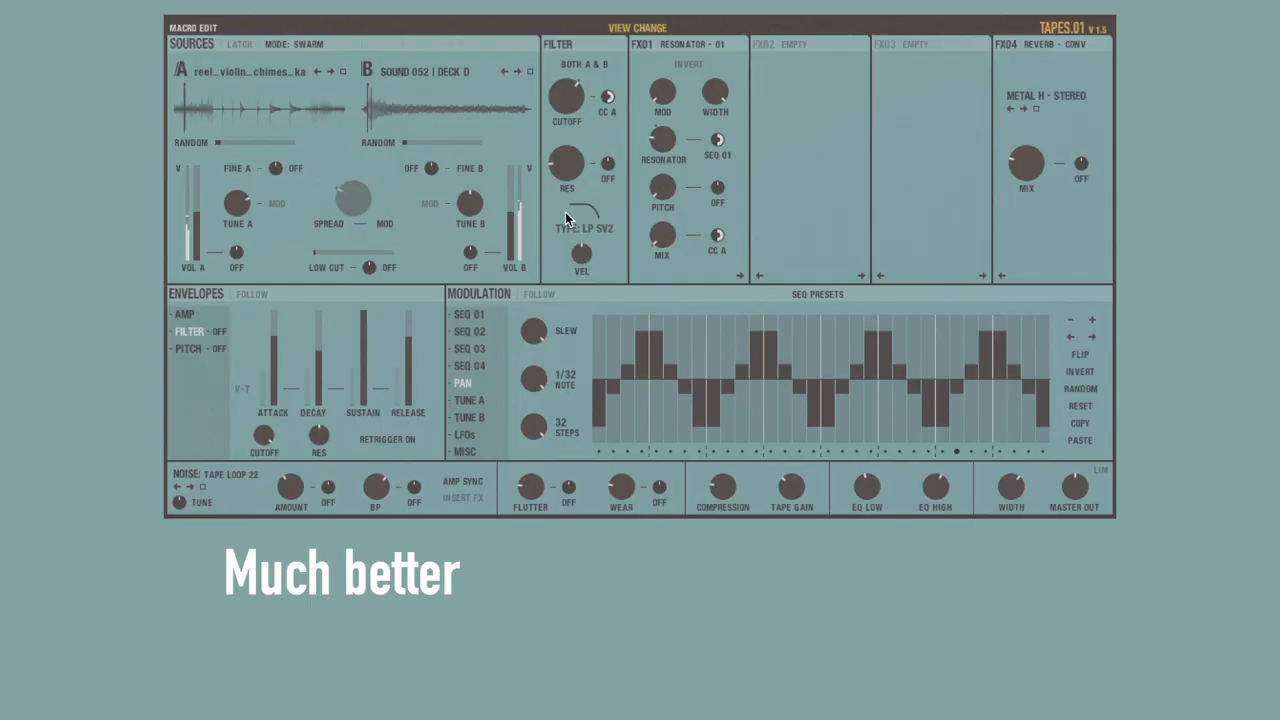 MACRO EDIT
VIEW CHANGE
TAPES.01 V 1.5
SOURCES LATCH MODE: SWARM
A reel...violin...chimes...ka
B SOUND 052 | DECK D
RANDOM
RANDOM
V FINE A OFF
OFF FINE B V
TUNE A MOD
SPREAD MOD
MOD TUNE B
VOL A OFF
LOW CUT OFF
OFF VOL B
FILTER
BOTH A & B
CUTOFF CC A
RES OFF
TYPE: LP SV2
VEL
FX01 RESONATOR - 01
INVERT
MOD WIDTH
RESONATOR SEQ 01
PITCH OFF
MIX CC A
FX02 EMPTY
FX03 EMPTY
FX04 REVERB - CONV
METAL H - STEREO
MIX OFF
ENVELOPES FOLLOW
- AMP
- FILTER - OFF
- PITCH - OFF
V-T
ATTACK DECAY SUSTAIN RELEASE
CUTOFF RES
RETRIGGER ON
MODULATION FOLLOW
SEQ PRESETS
- SEQ 01
- SEQ 02
- SEQ 03
- SEQ 04
- PAN
- TUNE A
- TUNE B
- LFOs
- MISC
SLEW
1/32
NOTE
32
STEPS
- +
FLIP
INVERT
RANDOM
RESET
COPY
PASTE
NOISE: TAPE LOOP 22
TUNE
AMOUNT OFF
BP OFF
AMP SYNC
INSERT FX
FLUTTER OFF
WEAR OFF
COMPRESSION TAPE GAIN
EQ LOW EQ HIGH
LIM
WIDTH MASTER OUT
Much better